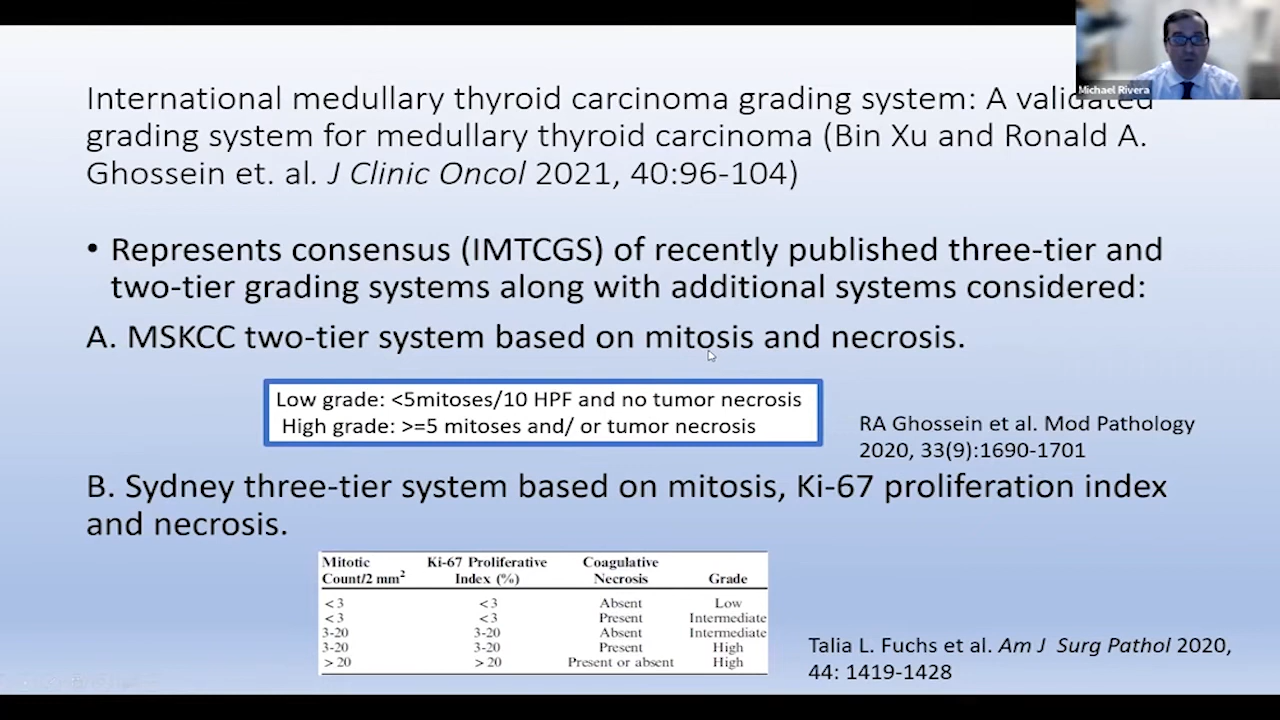 International medullary thyroid carcinoma grading system: A validated
grading system for medullary thyroid carcinoma (Bin Xu and Ronald A.
Ghossein et. al. J Clinic Oncol 2021, 40:96-104)
Michael Rivera
• Represents consensus (IMTCGS) of recently published three-tier and
two-tier grading systems along with additional systems considered:
A. MSKCC two-tier system based on mitosis and necrosis.
Low grade: <5mitoses/10 HPF and no tumor necrosis
High grade: >=5 mitoses and/ or tumor necrosis
RA Ghossein et al. Mod Pathology
2020, 33(9):1690-1701
B. Sydney three-tier system based on mitosis, Ki-67 proliferation index
and necrosis.
Mitotic Ki-67 Proliferative Coagulative
Count/2 mm² Index (%) Necrosis Grade
<3 <3 Absent Low
<3 <3 Present Intermediate
3-20 3-20 Absent Intermediate
3-20 3-20 Present High
>20 >20 Present or absent High
Talia L. Fuchs et al. Am J Surg Pathol 2020,
44: 1419-1428